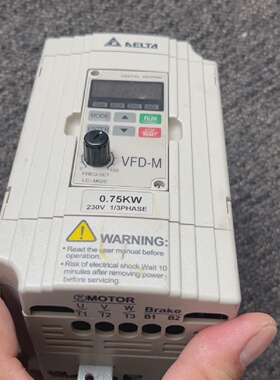 DELTA
DIGITAL KEYPAD
MODE
RUN
ENTER
STOP
RESET
VFD-M
FREQ.SET
LC-M02E
0.75KW
230V 1/3PHASE
WARNING:
Read the user manual before
operation.
Risk of electrical shock.Wait 10
minutes after removing power
before servicing.
MOTOR Brake
U V W
T1 T2 T3 B1 B2